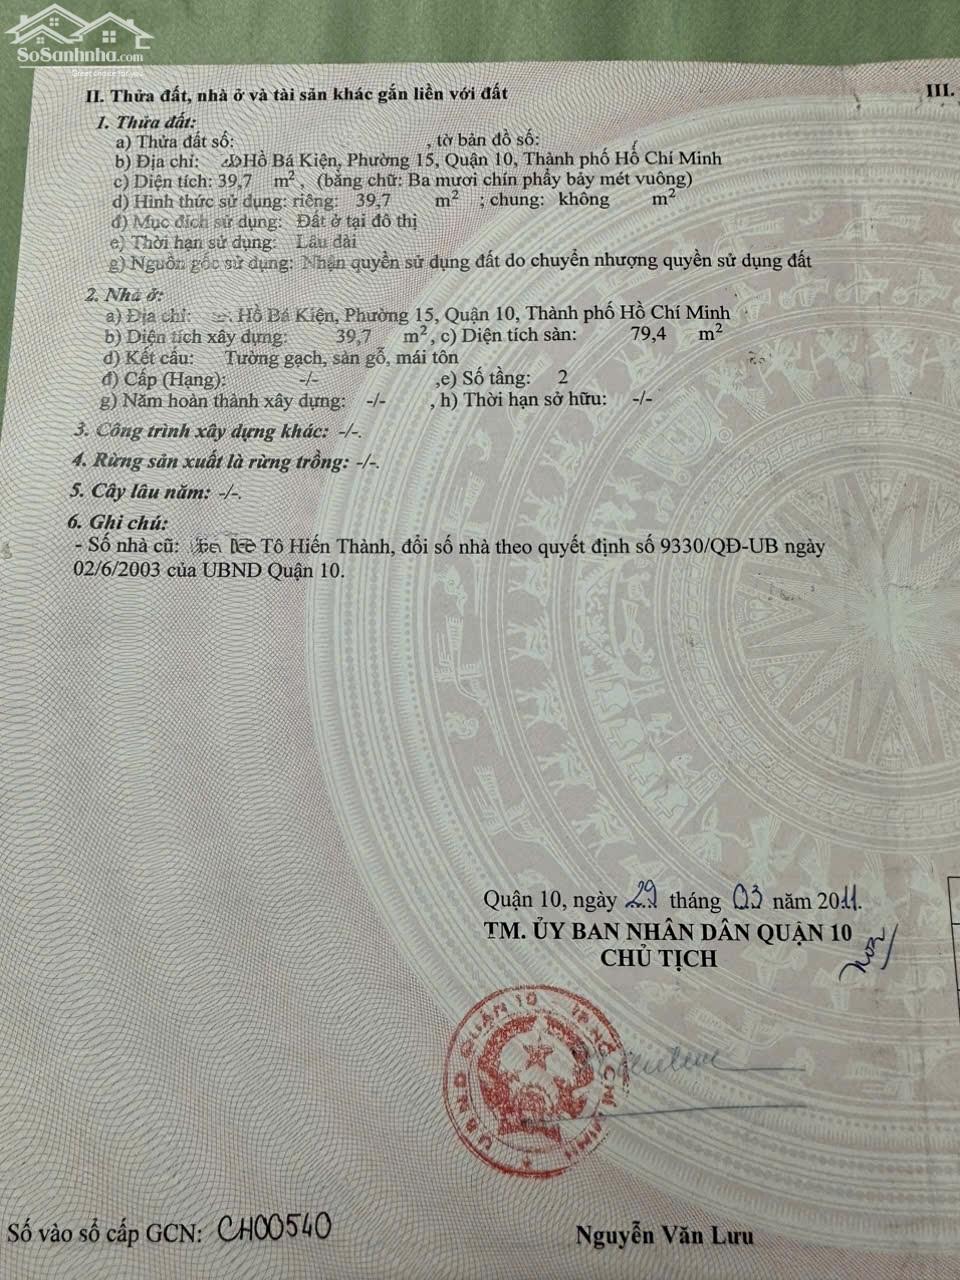 SoSanhnha.com
Great choice for you
II. Thửa đất, nhà ở và tài sản khác gắn liền với đất
III.
1. Thửa đất:
a) Thửa đất số: , tờ bản đồ số:
b) Địa chỉ: Hồ Bá Kiện, Phường 15, Quận 10, Thành phố Hồ Chí Minh
c) Diện tích: 39,7 m², (bằng chữ: Ba mươi chín phẩy bảy mét vuông)
d) Hình thức sử dụng: riêng: 39,7 m² ; chung: không m²
đ) Mục đích sử dụng: Đất ở tại đô thị
e) Thời hạn sử dụng: Lâu dài
g) Nguồn gốc sử dụng: Nhận quyền sử dụng đất do chuyển nhượng quyền sử dụng đất
2. Nhà ở:
a) Địa chỉ: Hồ Bá Kiện, Phường 15, Quận 10, Thành phố Hồ Chí Minh
b) Diện tích xây dựng: 39,7 m², c) Diện tích sàn: 79,4 m²
d) Kết cấu: Tường gạch, sàn gỗ, mái tôn
đ) Cấp (Hạng): -/- ,e) Số tầng: 2
g) Năm hoàn thành xây dựng: -/- , h) Thời hạn sở hữu: -/-
3. Công trình xây dựng khác: -/-.
4. Rừng sản xuất là rừng trồng: -/-.
5. Cây lâu năm: -/-.
6. Ghi chú:
- Số nhà cũ: Tô Hiến Thành, đổi số nhà theo quyết định số 9330/QĐ-UB ngày
02/6/2003 của UBND Quận 10.
Quận 10, ngày 29 tháng 03 năm 2011.
TM. ỦY BAN NHÂN DÂN QUẬN 10
CHỦ TỊCH
UBND QUẬN 10 TP HỒ CHÍ MINH
Số vào sổ cấp GCN: CH00540
Nguyễn Văn Lưu